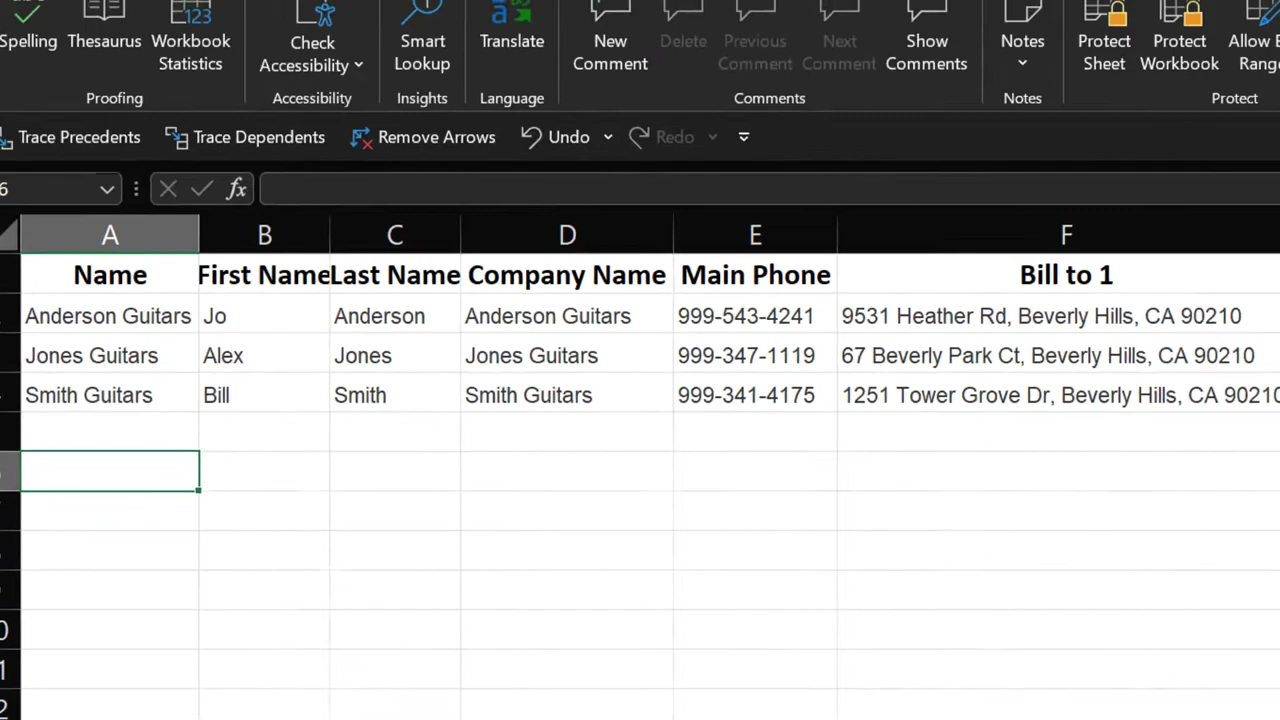 Spelling Thesaurus Workbook Statistics Check Accessibility Smart Lookup Translate New Comment Delete Previous Comment Next Comment Show Comments Notes Protect Sheet Protect Workbook Allow
Proofing Accessibility Insights Language Comments Notes Protect
Trace Precedents Trace Dependents Remove Arrows Undo Redo
6 fx
A B C D E F
Name First Name Last Name Company Name Main Phone Bill to 1
Anderson Guitars Jo Anderson Anderson Guitars 999-543-4241 9531 Heather Rd, Beverly Hills, CA 90210
Jones Guitars Alex Jones Jones Guitars 999-347-1119 67 Beverly Park Ct, Beverly Hills, CA 90210
Smith Guitars Bill Smith Smith Guitars 999-341-4175 1251 Tower Grove Dr, Beverly Hills, CA 90210